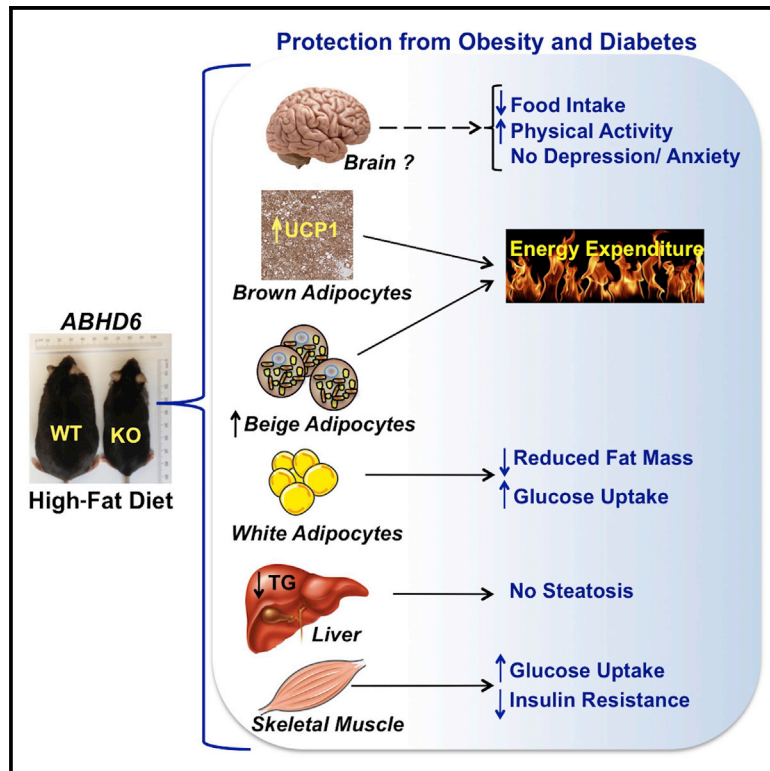 Protection from Obesity and Diabetes
ABHD6
WT
KO
High-Fat Diet
Brain ?
↓ Food Intake
↑ Physical Activity
No Depression/ Anxiety
↑UCP1
Brown Adipocytes
Energy Expenditure
↑ Beige Adipocytes
White Adipocytes
↓ Reduced Fat Mass
↑ Glucose Uptake
↓ TG
Liver
No Steatosis
Skeletal Muscle
↑ Glucose Uptake
↓ Insulin Resistance